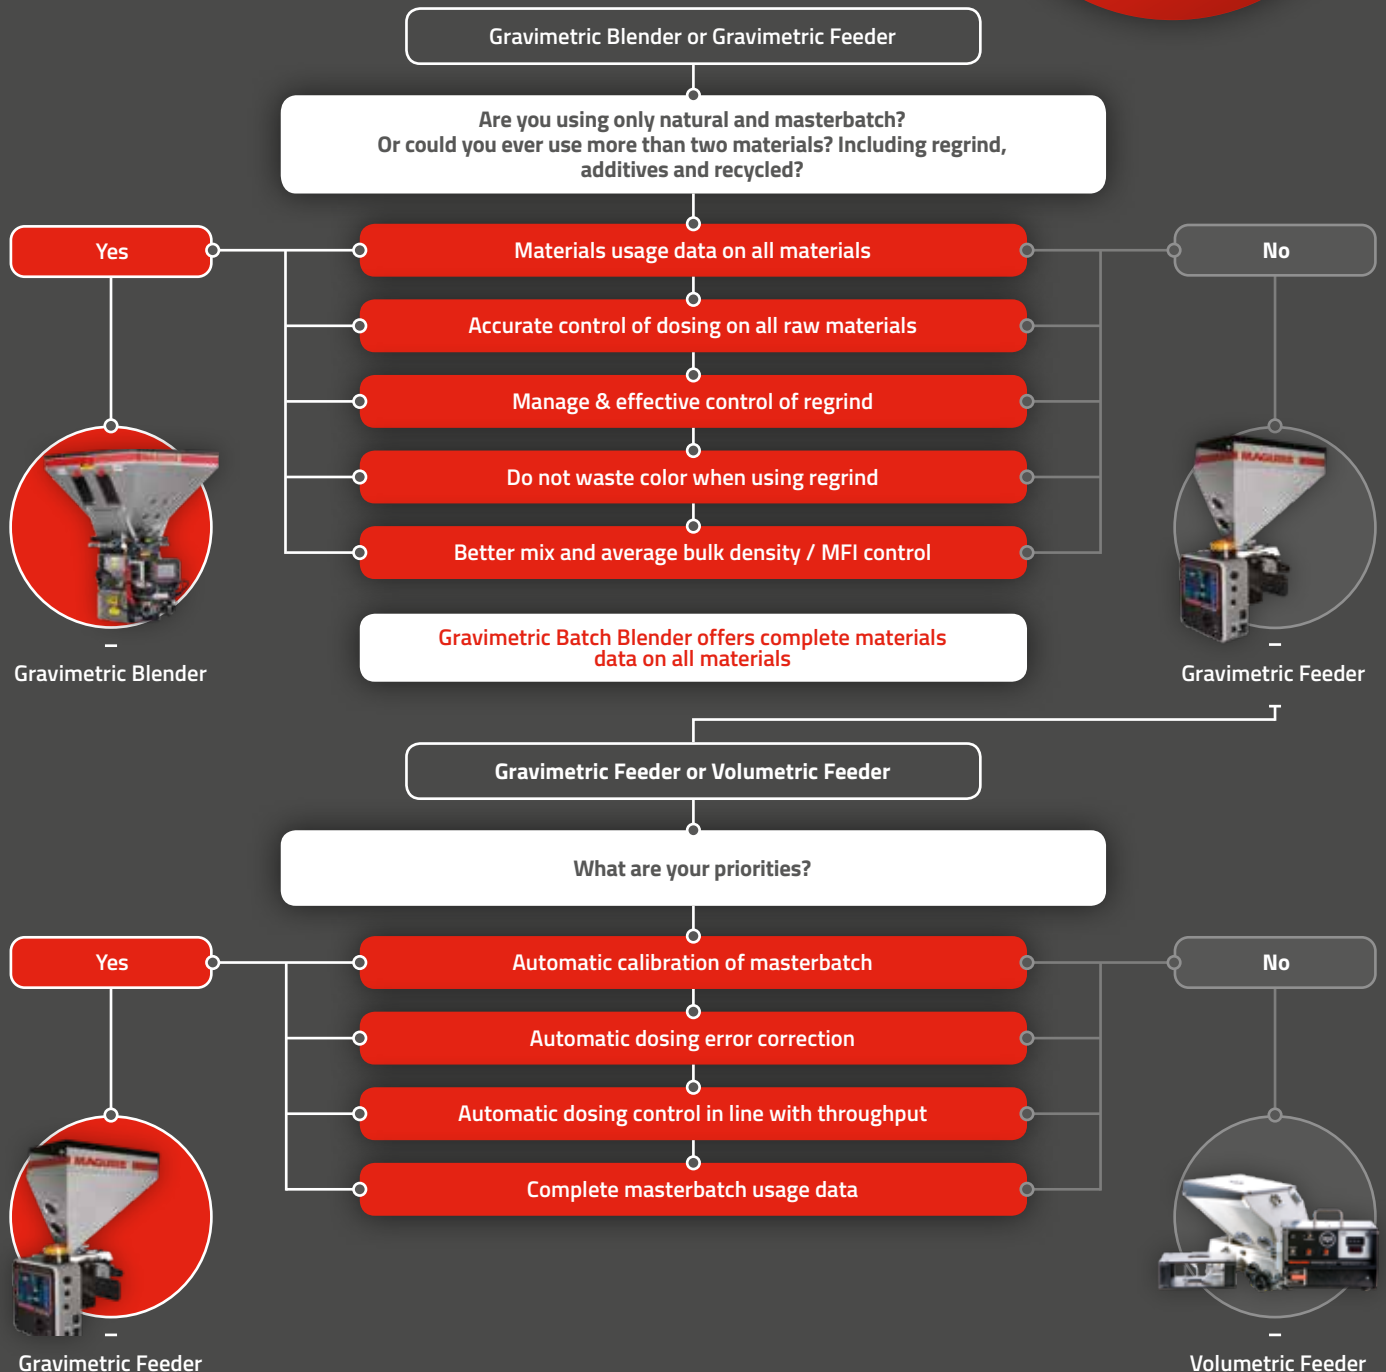 Gravimetric Blender or Gravimetric Feeder
Are you using only natural and masterbatch?
Or could you ever use more than two materials? Including regrind,
additives and recycled?
Yes
Materials usage data on all materials
No
Accurate control of dosing on all raw materials
Manage & effective control of regrind
Do not waste color when using regrind
Better mix and average bulk density / MFI control
MAGUIRE
Gravimetric Batch Blender offers complete materials
data on all materials
–
Gravimetric Blender
–
Gravimetric Feeder
Gravimetric Feeder or Volumetric Feeder
What are your priorities?
Yes
Automatic calibration of masterbatch
No
Automatic dosing error correction
Automatic dosing control in line with throughput
Complete masterbatch usage data
MAGUIRE
–
Gravimetric Feeder
–
Volumetric Feeder